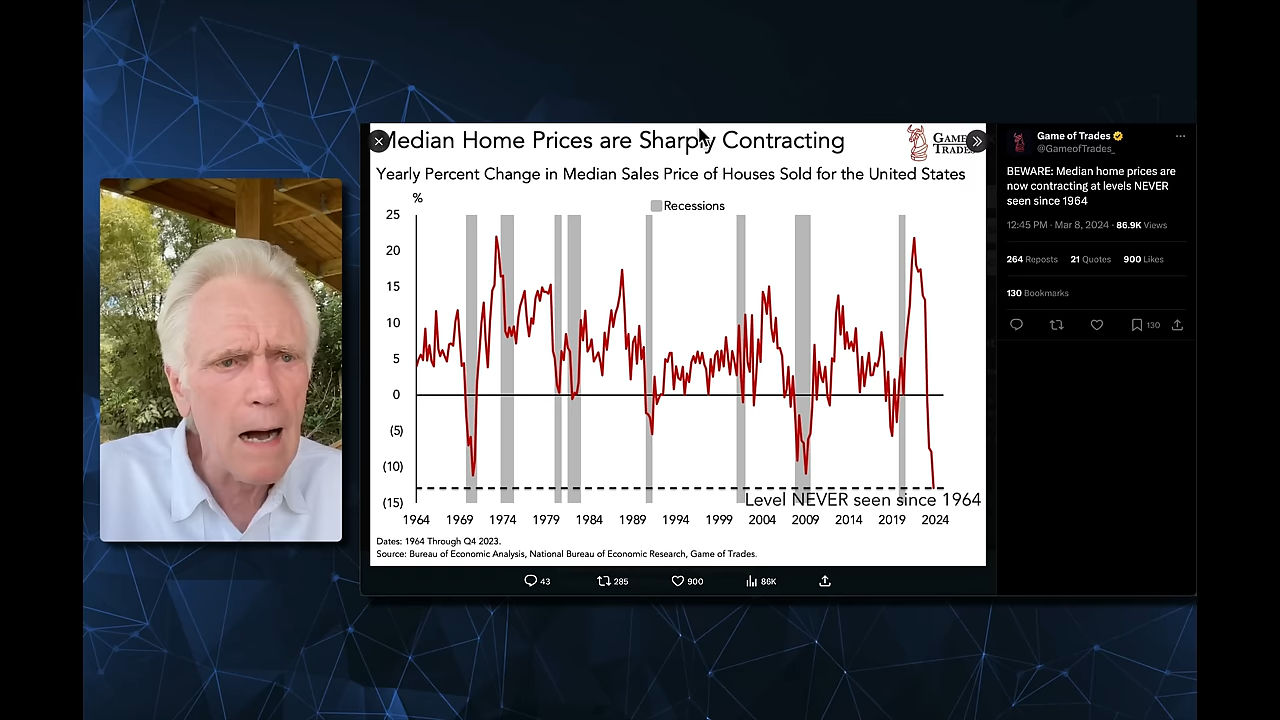 Median Home Prices are Sharply Contracting
GAME
TRADES
Yearly Percent Change in Median Sales Price of Houses Sold for the United States
%
Recessions
25
20
15
10
5
0
(5)
(10)
(15)
Level NEVER seen since 1964
1964 1969 1974 1979 1984 1989 1994 1999 2004 2009 2014 2019 2024
Dates: 1964 Through Q4 2023.
Source: Bureau of Economic Analysis, National Bureau of Economic Research, Game of Trades.
43 285 900 86K
Game of Trades
@GameofTrades_
BEWARE: Median home prices are
now contracting at levels NEVER
seen since 1964
12:45 PM · Mar 8, 2024 · 86.9K Views
264 Reposts 21 Quotes 900 Likes
130 Bookmarks
130